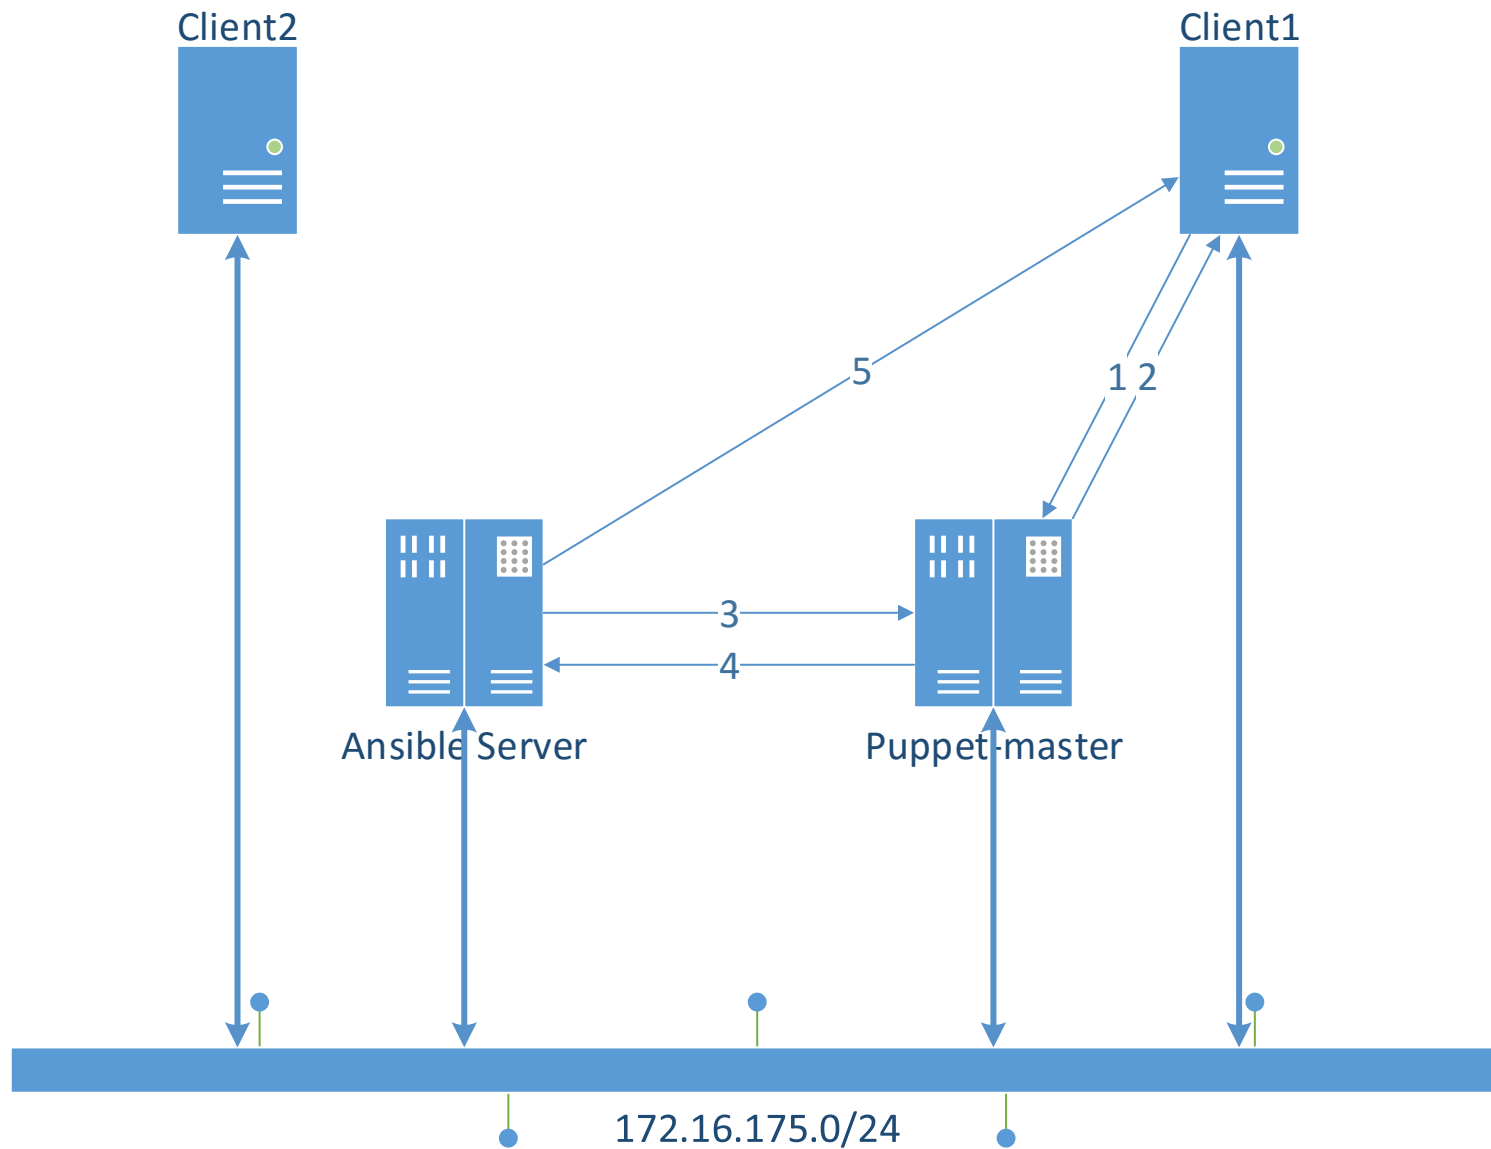 Client2
Client1
5
1 2
3
4
Ansible Server
Puppet-master
172.16.175.0/24